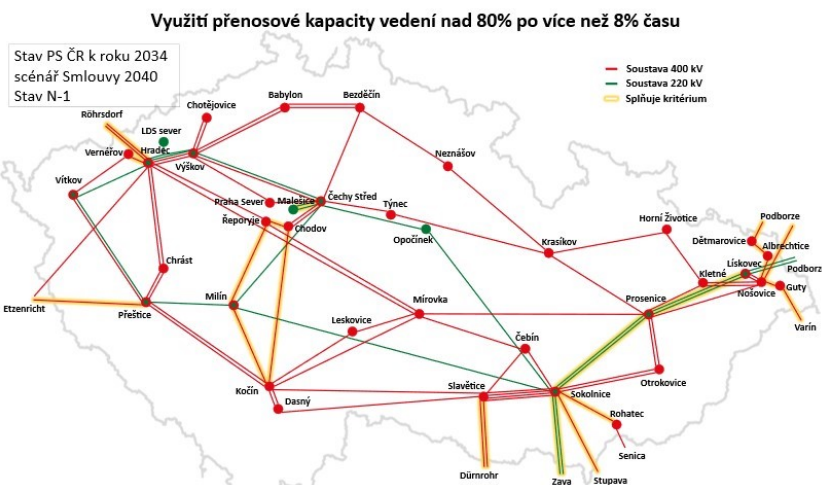 Využití přenosové kapacity vedení nad 80% po více než 8% času
Stav PS ČR k roku 2034
scénář Smlouvy 2040
Stav N-1
Soustava 400 kV
Soustava 220 kV
Splňuje kritérium
Babylon
Bezděčín
Chotějovice
Röhrsdorf
LDS sever
Vernéřov
Hradec
Výškov
Neznášov
Vítkov
Praha Sever
Malešice
Čechy Střed
Týnec
Řeporyje
Chodov
Opočínek
Horní Životice
Podborze
Dětmarovice
Albrechtice
Krasíkov
Lískovec
Podborze
Chrást
Kletné
Nošovice
Guty
Etzenricht
Přeštice
Milín
Mírovka
Prosenice
Varín
Leskovice
Čebín
Kočín
Slavětice
Otrokovice
Dasný
Sokolnice
Rohatec
Senica
Dürnrohr
Zava
Stupava